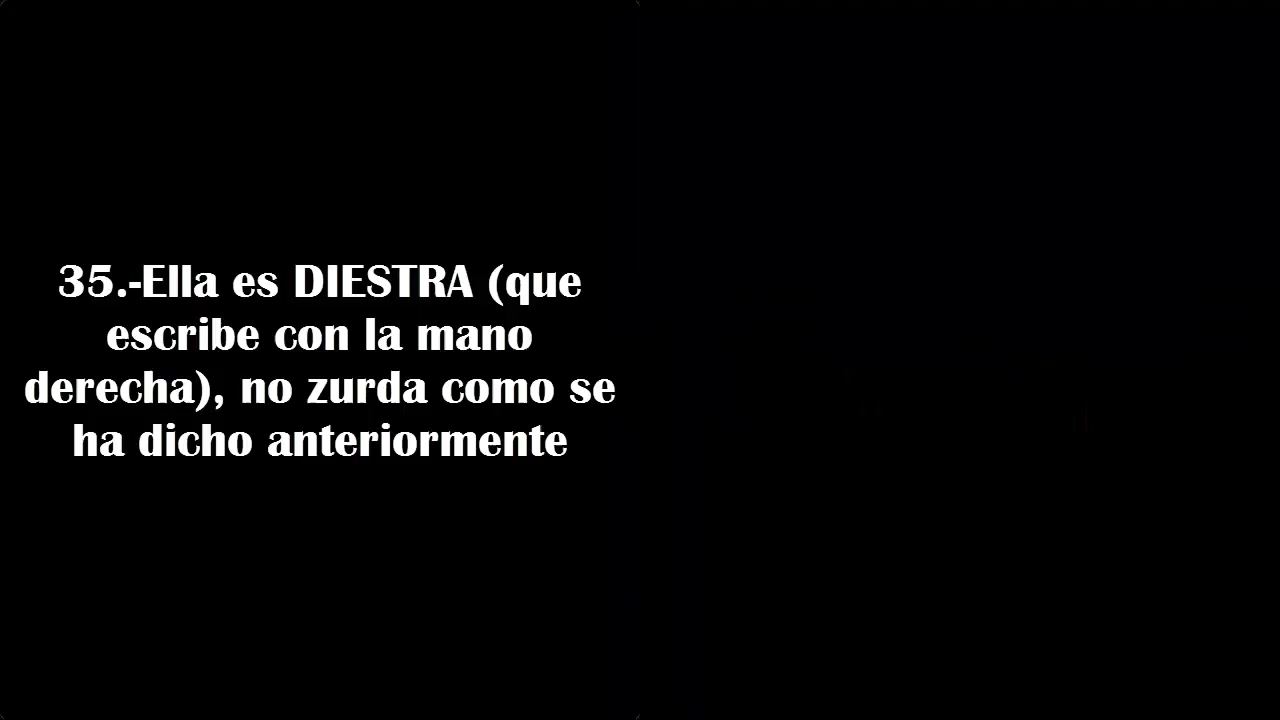 35.-Ella es DIESTRA (que
escribe con la mano
derecha), no zurda como se
ha dicho anteriormente